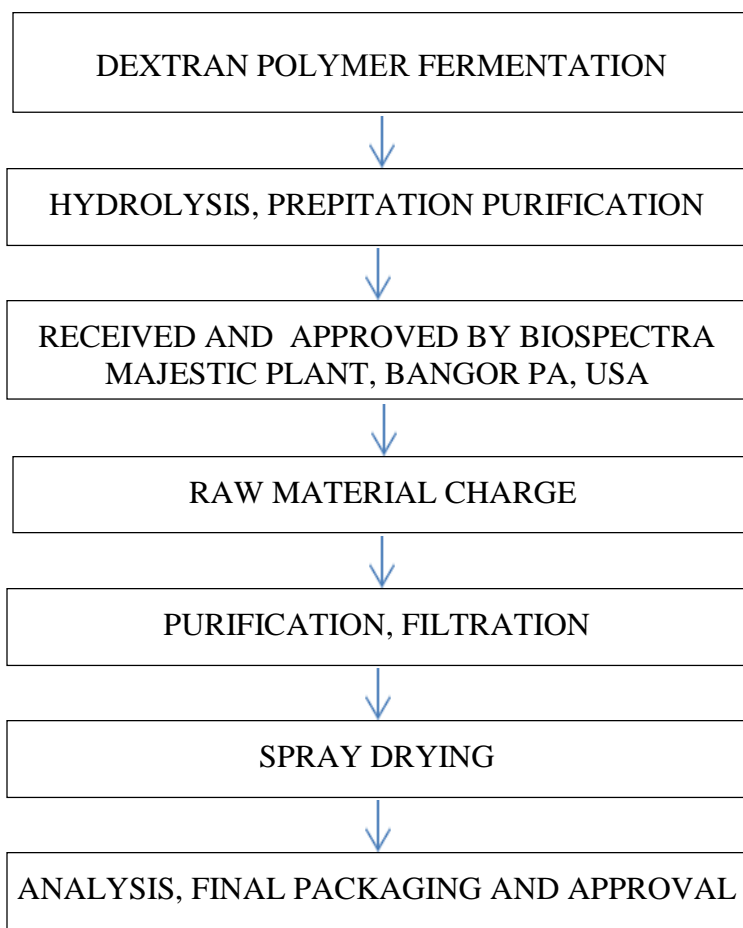 DEXTRAN POLYMER FERMENTATION
HYDROLYSIS, PREPITATION PURIFICATION
RECEIVED AND  APPROVED BY BIOSPECTRA
MAJESTIC PLANT, BANGOR PA, USA
RAW MATERIAL CHARGE
PURIFICATION, FILTRATION
SPRAY DRYING
ANALYSIS, FINAL PACKAGING AND APPROVAL